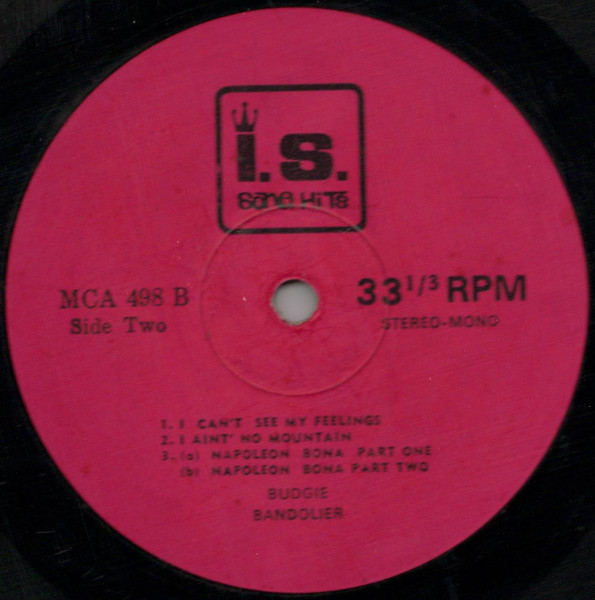 I.S.
SONG HITS
MCA 498 B
Side Two
33 1/3 RPM
STEREO-MONO
1. I CAN'T SEE MY FEELINGS
2. I AINT' NO MOUNTAIN
3. (a) NAPOLEON BONA PART ONE
(b) NAPOLEON BONA PART TWO
BUDGIE
BANDOLIER